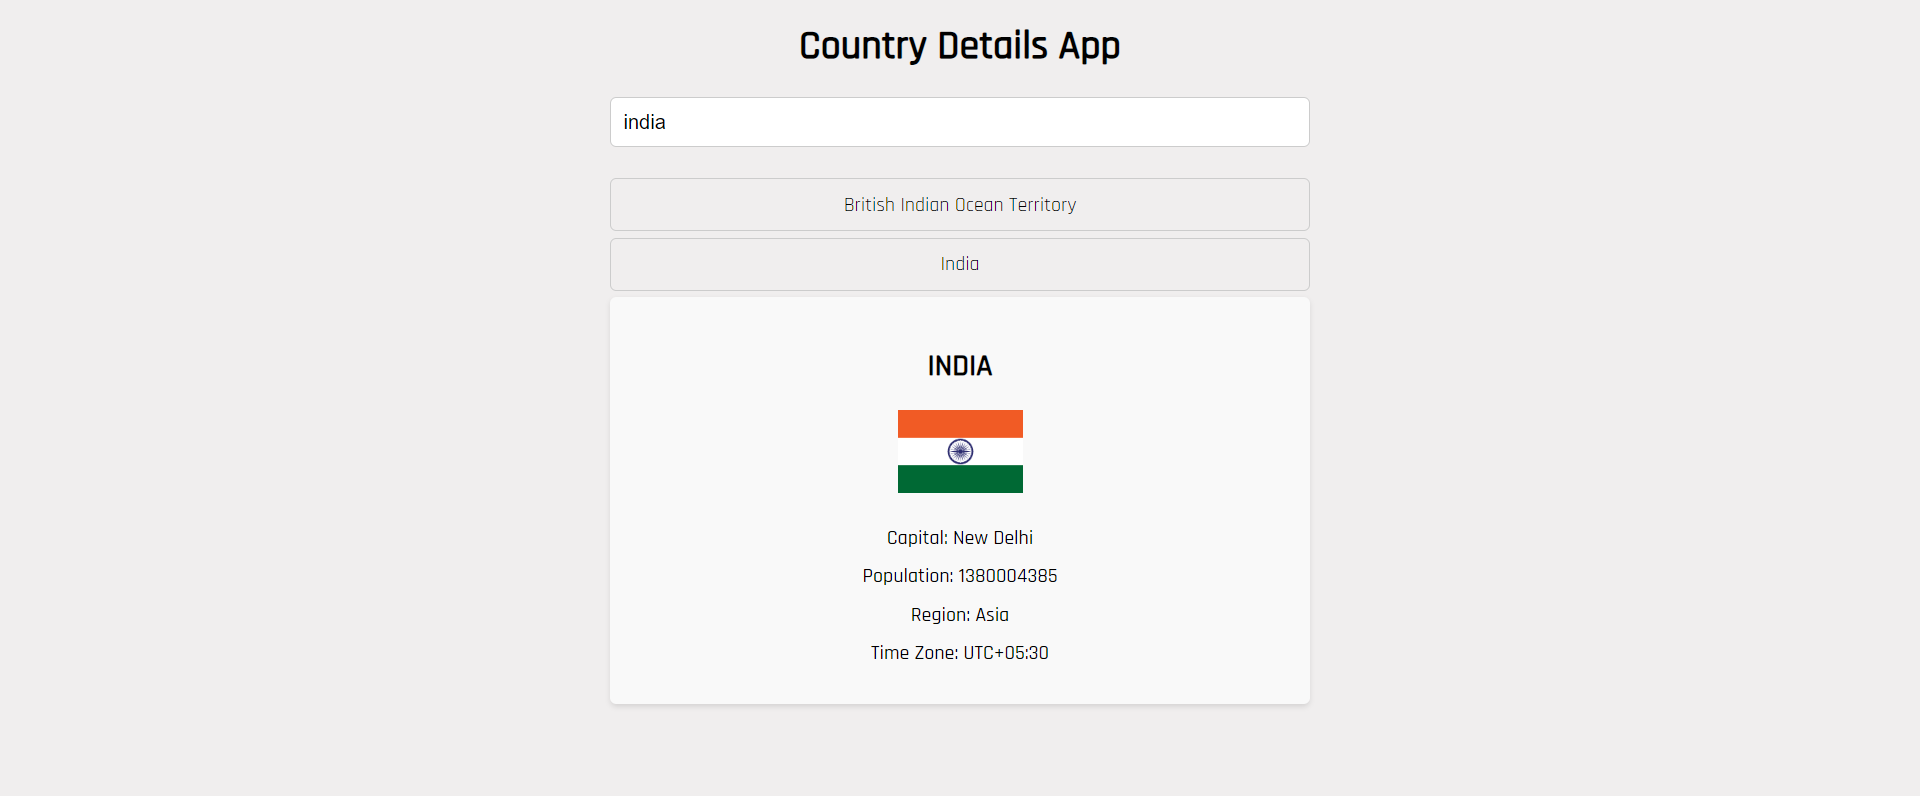 Country Details App
india
British Indian Ocean Territory
India
INDIA
Capital: New Delhi
Population: 1380004385
Region: Asia
Time Zone: UTC+05:30